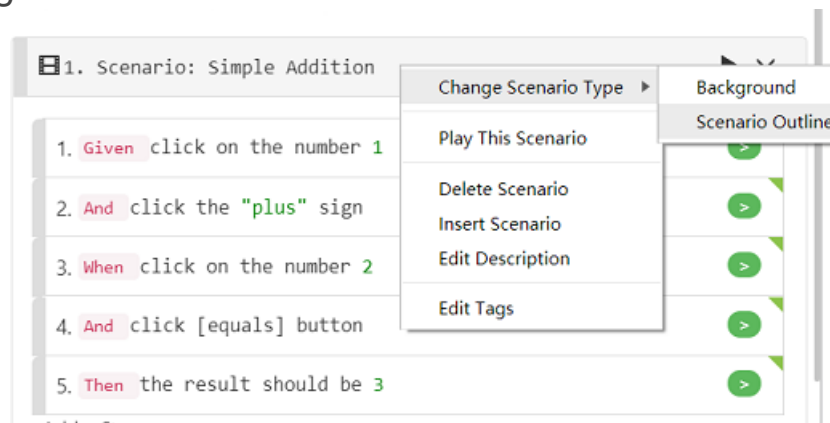 1. Scenario: Simple Addition
Change Scenario Type
Background
Scenario Outline
Play This Scenario
Delete Scenario
Insert Scenario
Edit Description
Edit Tags
1. Given click on the number 1
2. And click the "plus" sign
3. When click on the number 2
4. And click [equals] button
5. Then the result should be 3